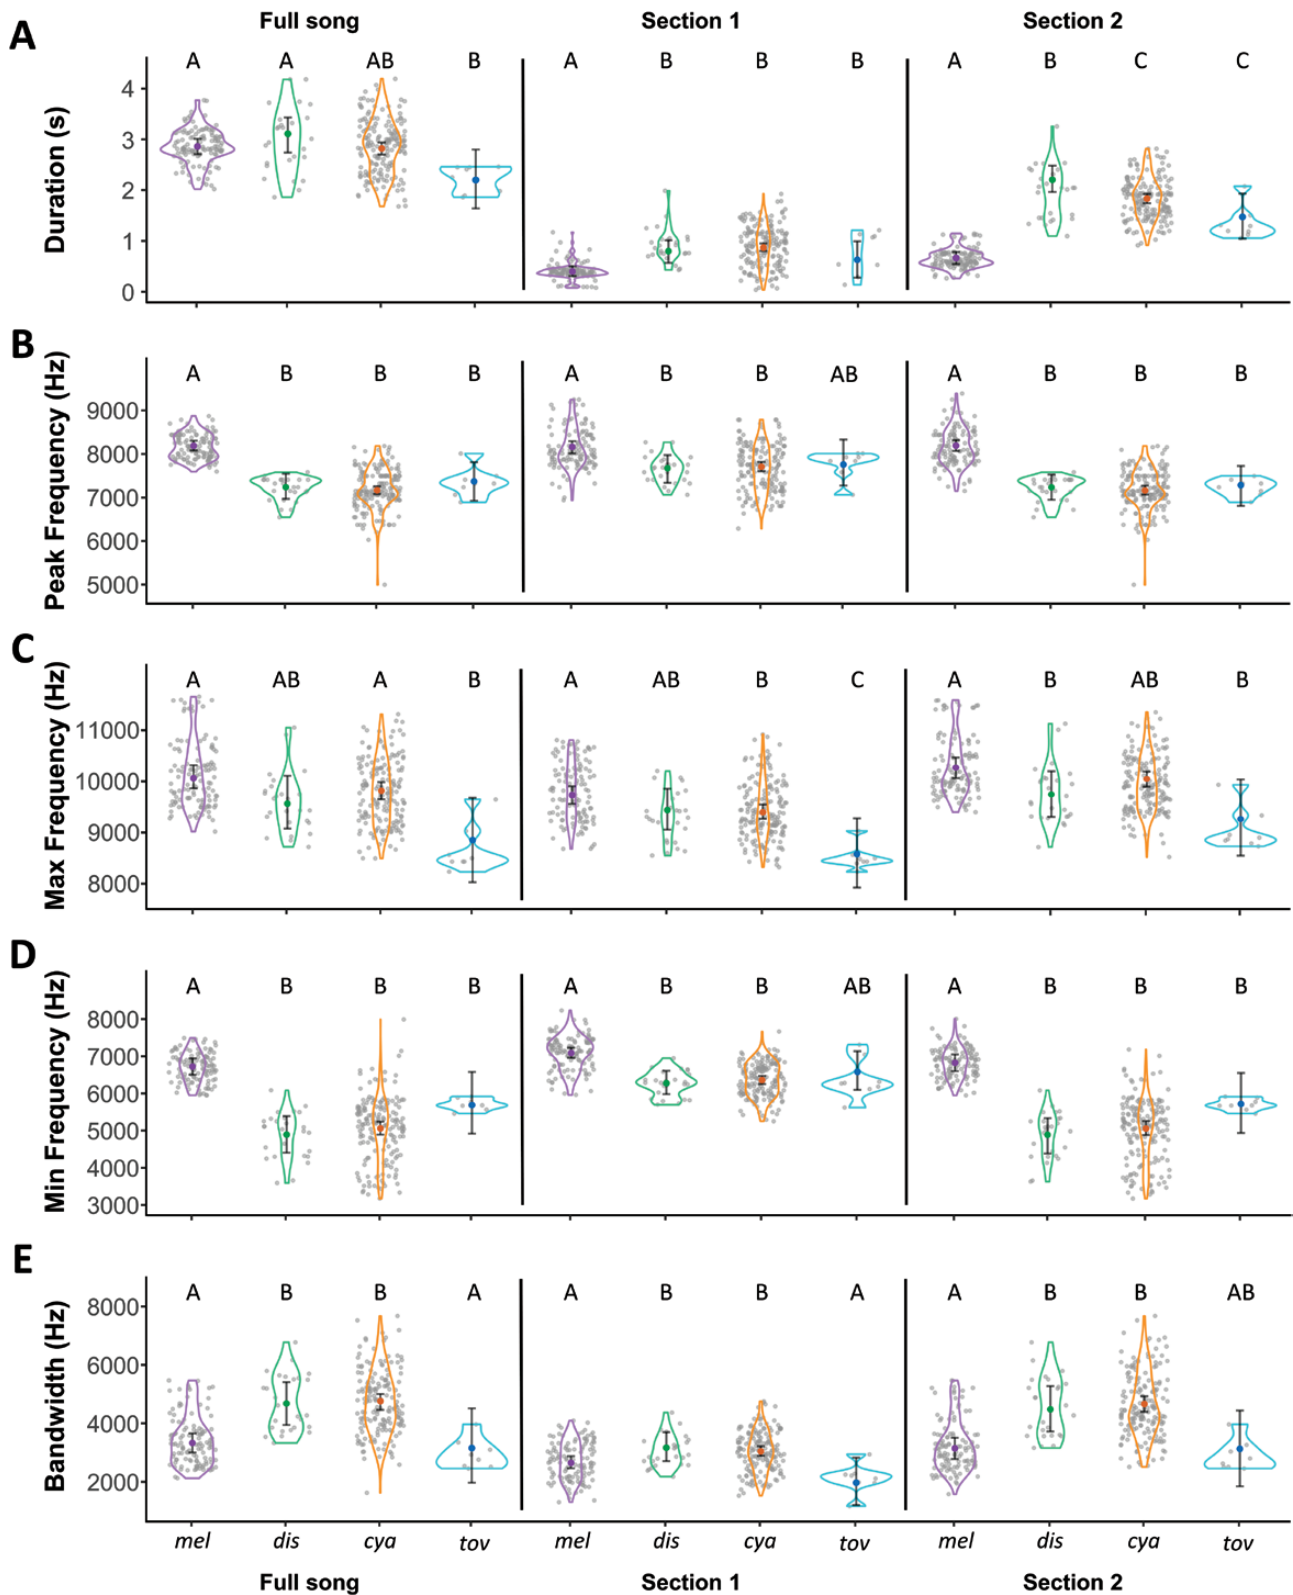 Full song Section 1 Section 2
A
A A AB B A B B B A B C C
Duration (s)
4
3
2
1
0
B
A B B B A B B AB A B B B
Peak Frequency (Hz)
9000
8000
7000
6000
5000
C
A AB A B A AB B C A B AB B
Max Frequency (Hz)
11000
10000
9000
8000
D
A B B B A B B AB A B B B
Min Frequency (Hz)
8000
7000
6000
5000
4000
3000
E
A B B A A B B A A B B AB
Bandwidth (Hz)
8000
6000
4000
2000
mel dis cya tov mel dis cya tov mel dis cya tov
Full song Section 1 Section 2